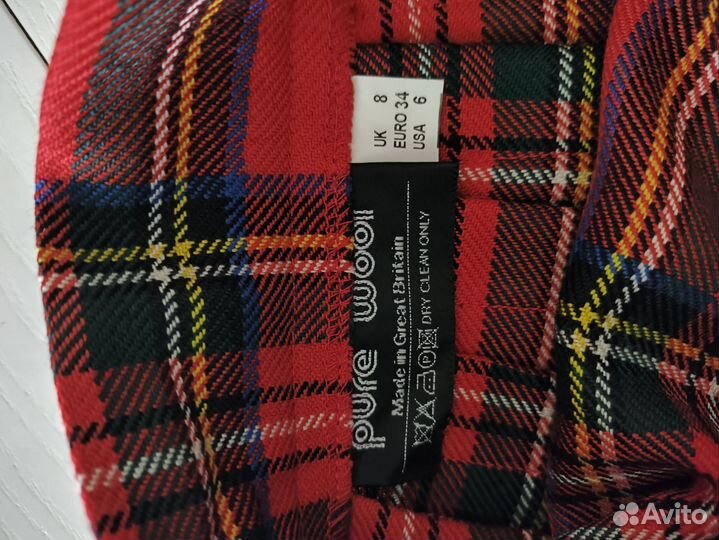 UK 8
EURO 34
USA 6
pure wool
Made in Great Britain
DRY CLEAN ONLY
Avito